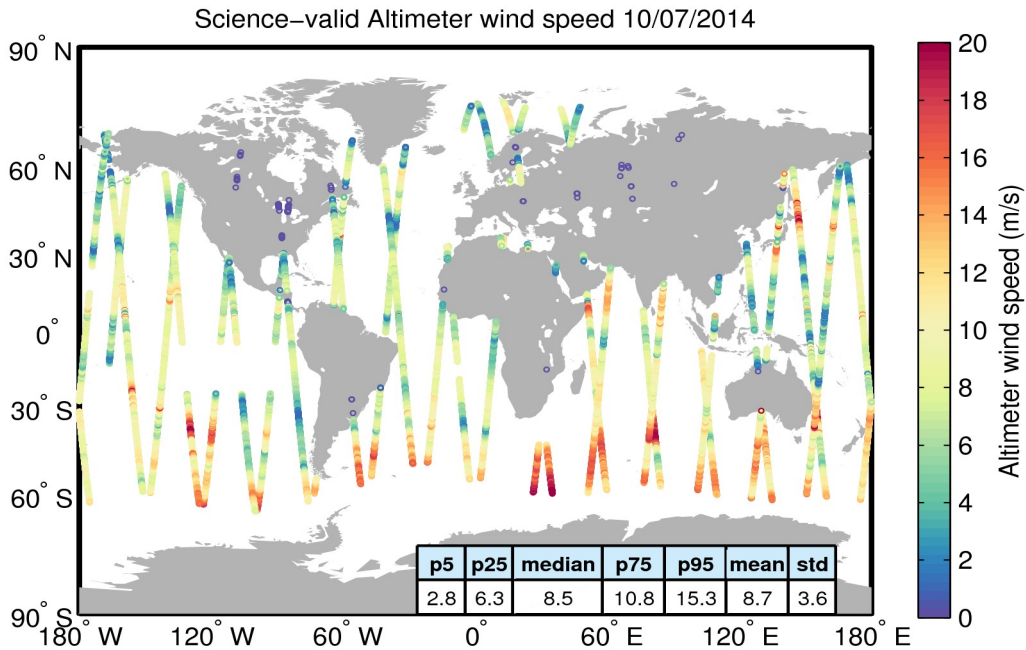 Science−valid Altimeter wind speed 10/07/2014
90° N
60° N
30° N
0°
30° S
60° S
90° S
180° W
120° W
60° W
0°
60° E
120° E
180° E
p5 p25 median p75 p95 mean std
2.8 6.3 8.5 10.8 15.3 8.7 3.6
20
18
16
14
12
10
8
6
4
2
0
Altimeter wind speed (m/s)